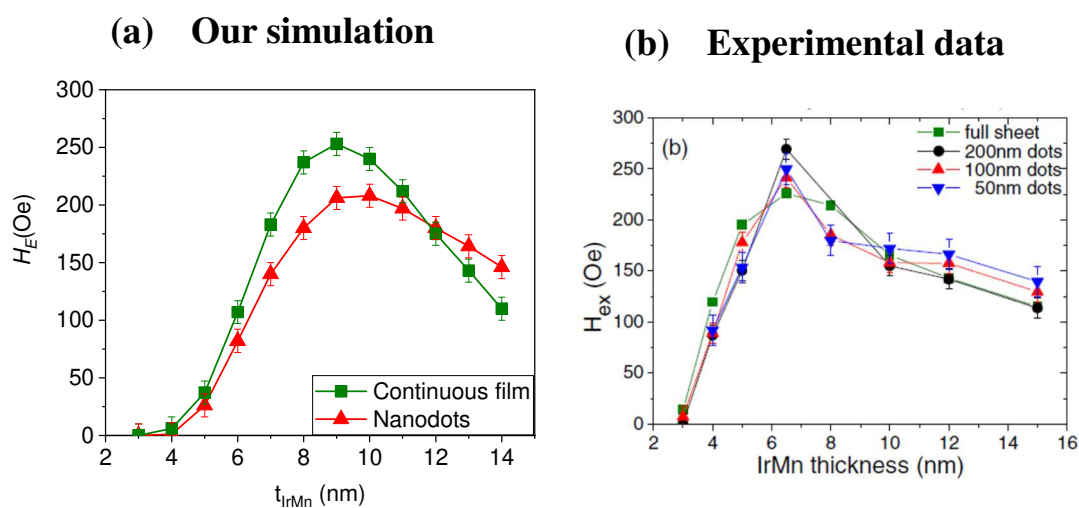 (a) Our simulation
300
250
200
150
100
50
0
H_E(Oe)
2 4 6 8 10 12 14
t_IrMn (nm)
Continuous film
Nanodots
(b) Experimental data
300
250
200
150
100
50
0
H_ex (Oe)
(b)
full sheet
200nm dots
100nm dots
50nm dots
2 4 6 8 10 12 14 16
IrMn thickness (nm)